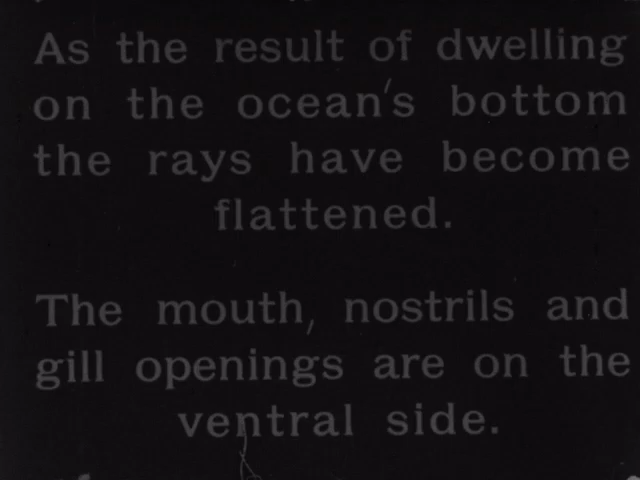 As the result of dwelling
on the ocean's bottom
the rays have become
flattened.
The mouth, nostrils and
gill openings are on the
ventral side.